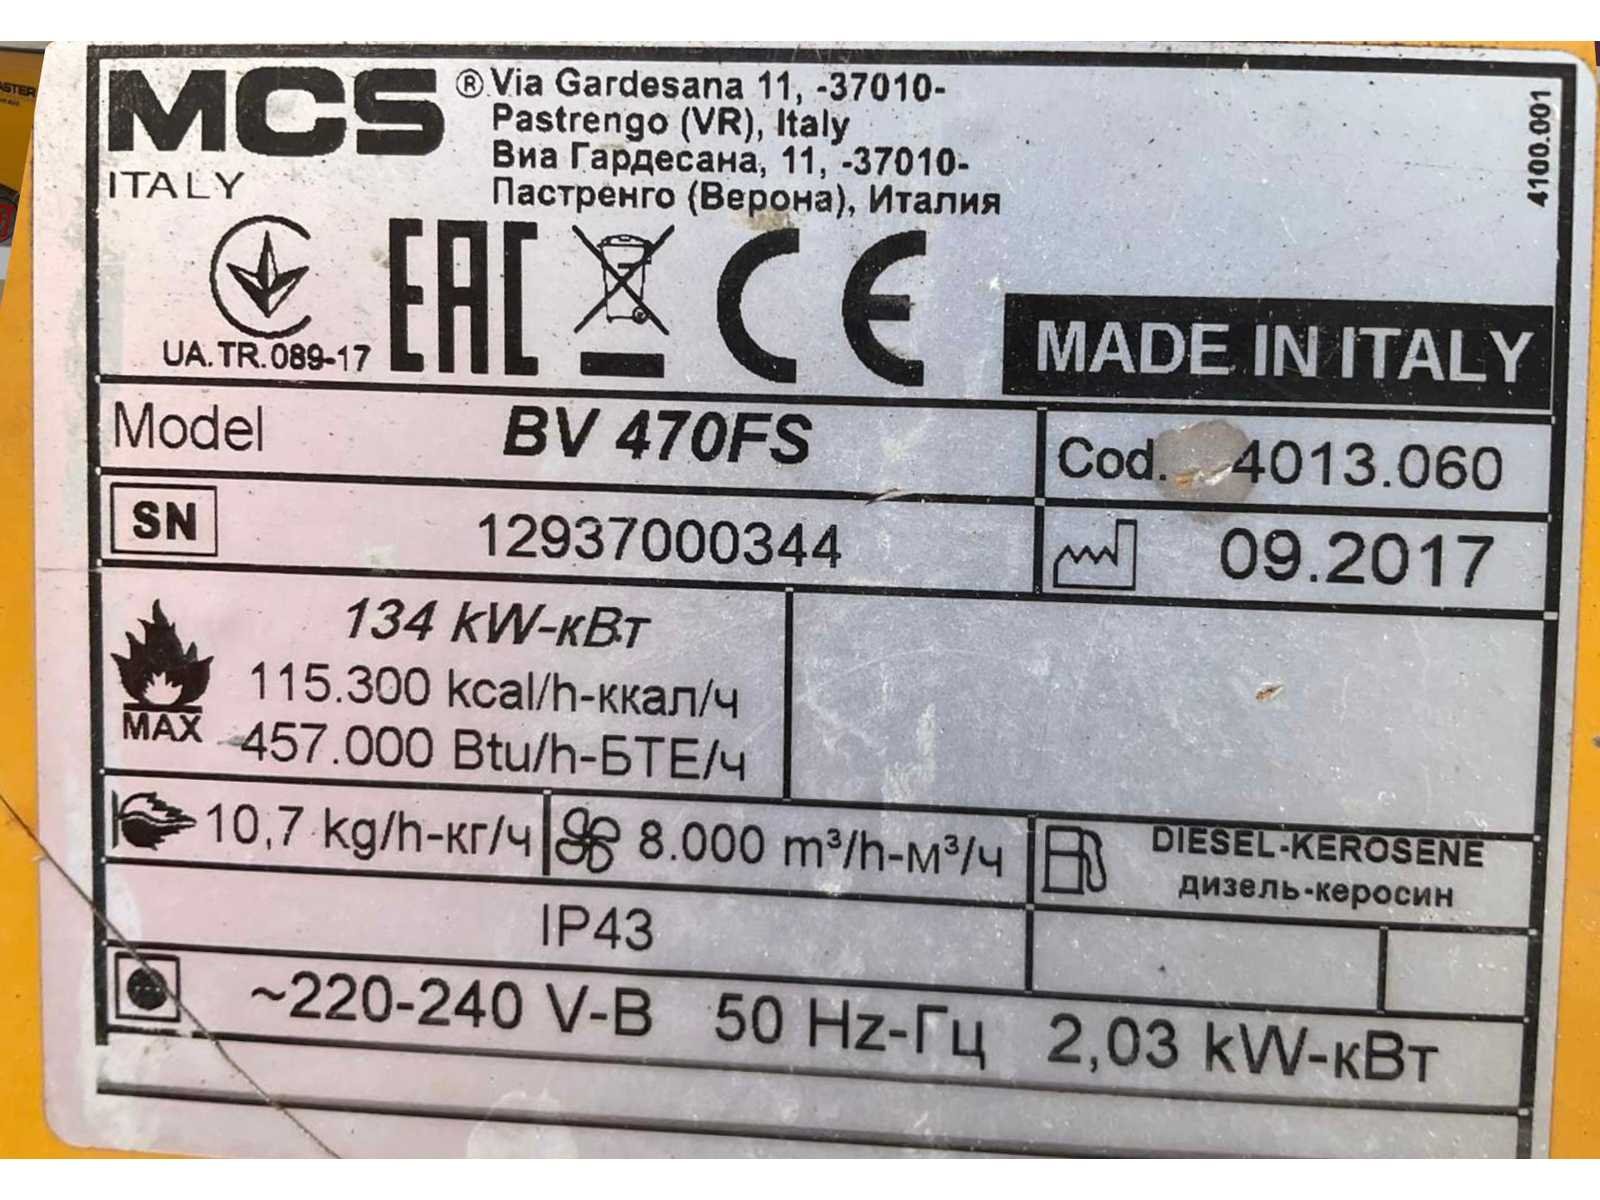 MCS ® Via Gardesana 11, -37010-
Pastrengo (VR), Italy
Виа Гардесана, 11, -37010-
Пастренго (Верона), Италия
ITALY
4100.001
UA.TR.089-17 EAC CE
MADE IN ITALY
Model BV 470FS Cod. 4013.060
SN 12937000344 09.2017
134 kW-кВт
115.300 kcal/h-ккал/ч
MAX 457.000 Btu/h-БТЕ/ч
10,7 kg/h-кг/ч 8.000 m³/h-м³/ч DIESEL-KEROSENE
дизель-керосин
IP43
~220-240 V-В 50 Hz-Гц 2,03 kW-кВт